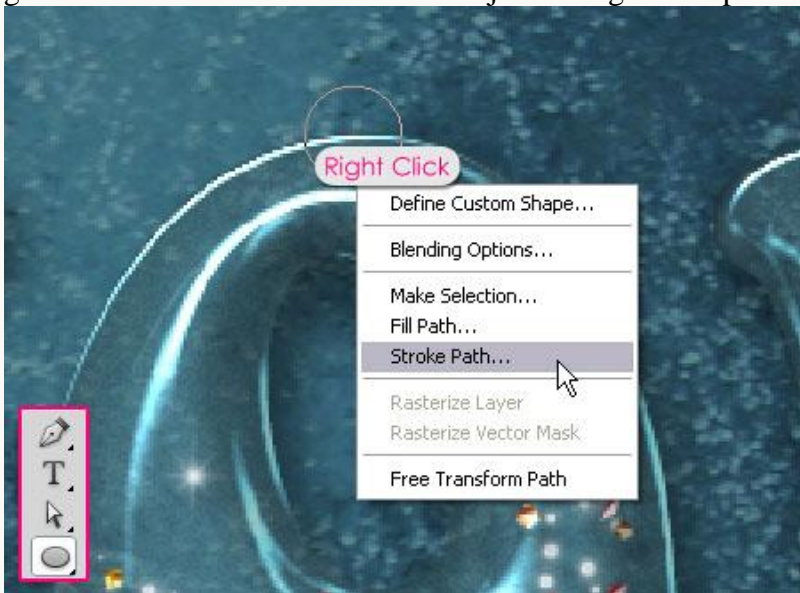 Right Click
Define Custom Shape...
Blending Options...
Make Selection...
Fill Path...
Stroke Path...
Rasterize Layer
Rasterize Vector Mask
Free Transform Path
T